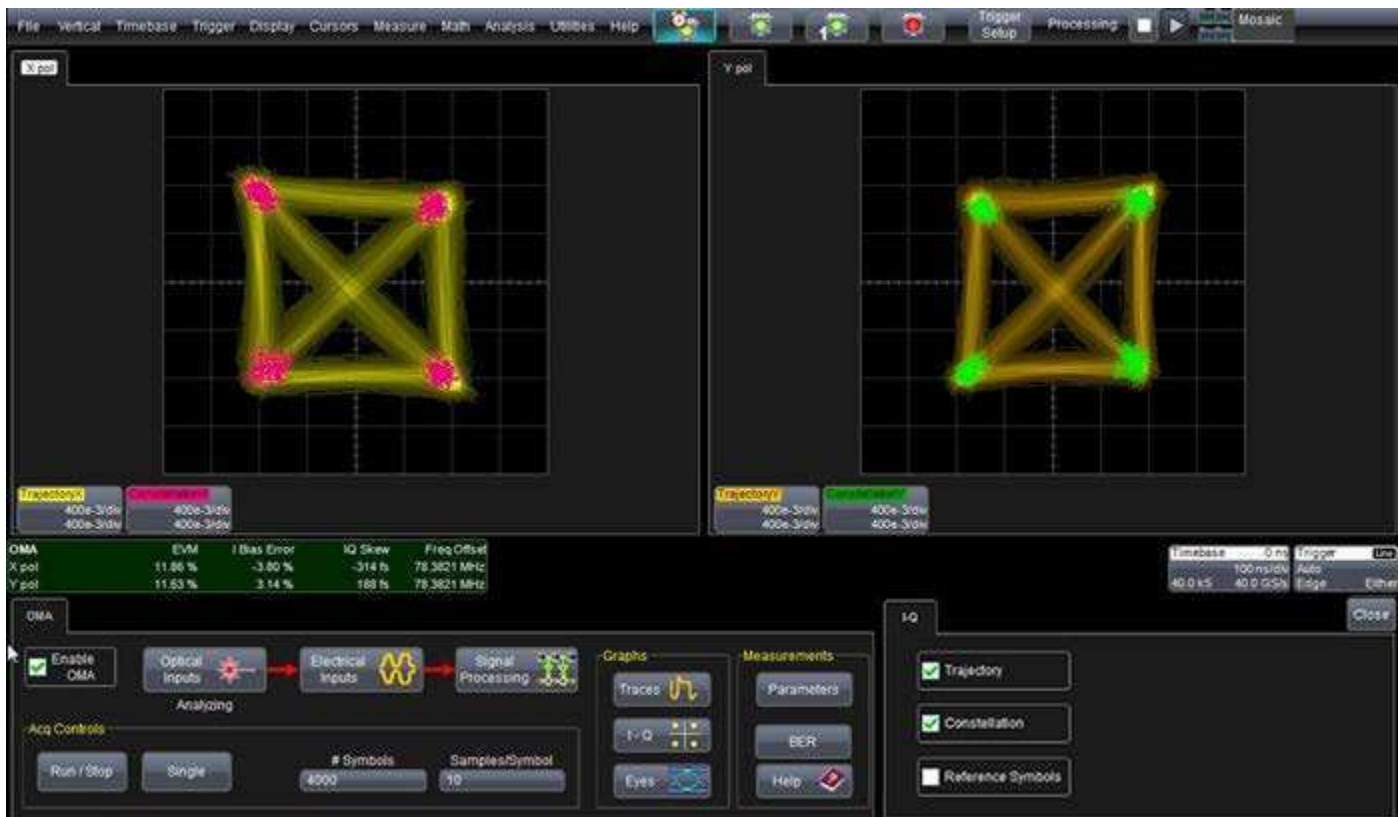 File Vertical Timebase Trigger Display Cursors Measure Math Analysis Utilities Help
Trigger Setup
Processing
Mosaic
X pol
Y pol
TrajectoryX
400e-3/div
400e-3/div
ConstellationX
400e-3/div
400e-3/div
TrajectoryY
400e-3/div
400e-3/div
ConstellationY
400e-3/div
400e-3/div
OMA EVM I Bias Error IQ Skew Freq Offset
X pol 11.86 % -3.80 % -314 fs 78.3821 MHz
Y pol 11.53 % 3.14 % 188 fs 78.3821 MHz
Timebase 0 ns
100 ns/div
40.0 kS 40.0 GS/s
Trigger Line
Auto
Edge Either
OMA
Enable OMA
Optical Inputs
Electrical Inputs
Signal Processing
Analyzing
Acq Controls
Run / Stop
Single
# Symbols
4000
Samples/Symbol
10
Graphs
Traces
I - Q
Eyes
Measurements
Parameters
BER
Help
I-Q
Close
Trajectory
Constellation
Reference Symbols